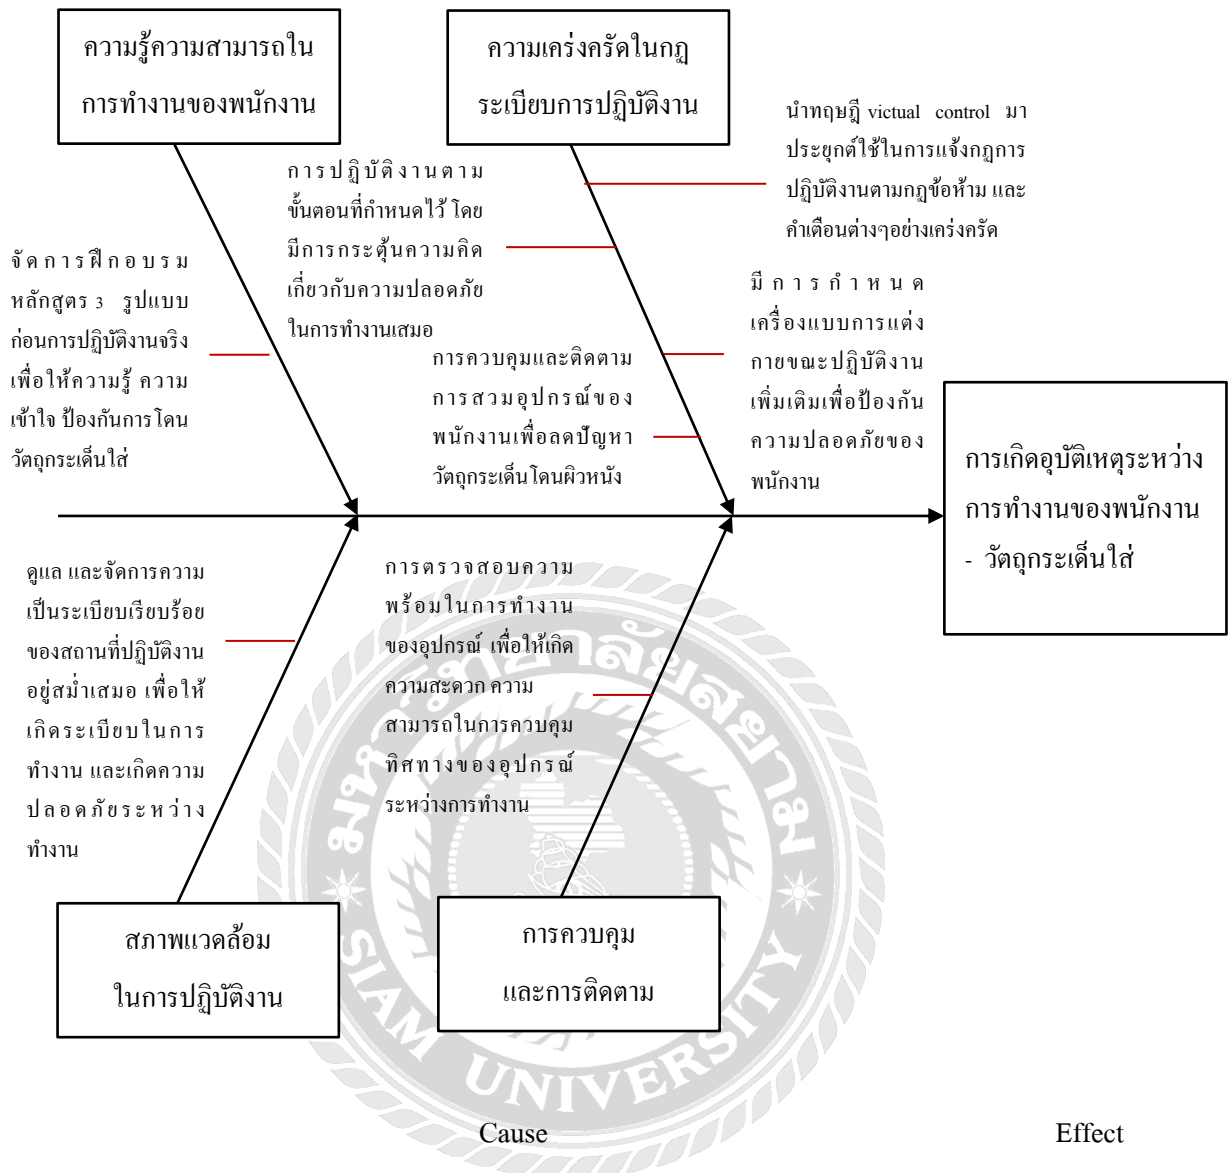 ความรู้ความสามารถใน
การทำงานของพนักงาน
ความเคร่งครัดในกฎ
ระเบียบการปฏิบัติงาน
นำทฤษฎี victual control มา
ประยุกต์ใช้ในการแจ้งกฎการ
ปฏิบัติงานตามกฎข้อห้าม และ
คำเตือนต่างๆอย่างเคร่งครัด
การปฏิบัติงานตาม
ขั้นตอนที่กำหนดไว้ โดย
มีการกระตุ้นความคิด
เกี่ยวกับความปลอดภัย
ในการทำงานเสมอ
จัดการฝึกอบรม
หลักสูตร 3 รูปแบบ
ก่อนการปฏิบัติงานจริง
เพื่อให้ความรู้ ความ
เข้าใจ ป้องกันการโดน
วัตถุกระเด็นใส่
มีการกำหนด
เครื่องแบบการแต่ง
กายขณะปฏิบัติงาน
เพิ่มเติมเพื่อป้องกัน
ความปลอดภัยของ
พนักงาน
การควบคุมและติดตาม
การสวมอุปกรณ์ของ
พนักงานเพื่อลดปัญหา
วัตถุกระเด็นโดนผิวหนัง
การเกิดอุบัติเหตุระหว่าง
การทำงานของพนักงาน
- วัตถุกระเด็นใส่
ดูแล และจัดการความ
เป็นระเบียบเรียบร้อย
ของสถานที่ปฏิบัติงาน
อยู่สม่ำเสมอ เพื่อให้
เกิดระเบียบในการ
ทำงาน และเกิดความ
ปลอดภัยระหว่าง
ทำงาน
การตรวจสอบความ
พร้อมในการทำงาน
ของอุปกรณ์ เพื่อให้เกิด
ความสะดวก ความ
สามารถในการควบคุม
ทิศทางของอุปกรณ์
ระหว่างการทำงาน
มหาวิทยาลัยสยาม
สภาพแวดล้อม
ในการปฏิบัติงาน
การควบคุม
และการติดตาม
SIAM UNIVERSITY
Cause
Effect